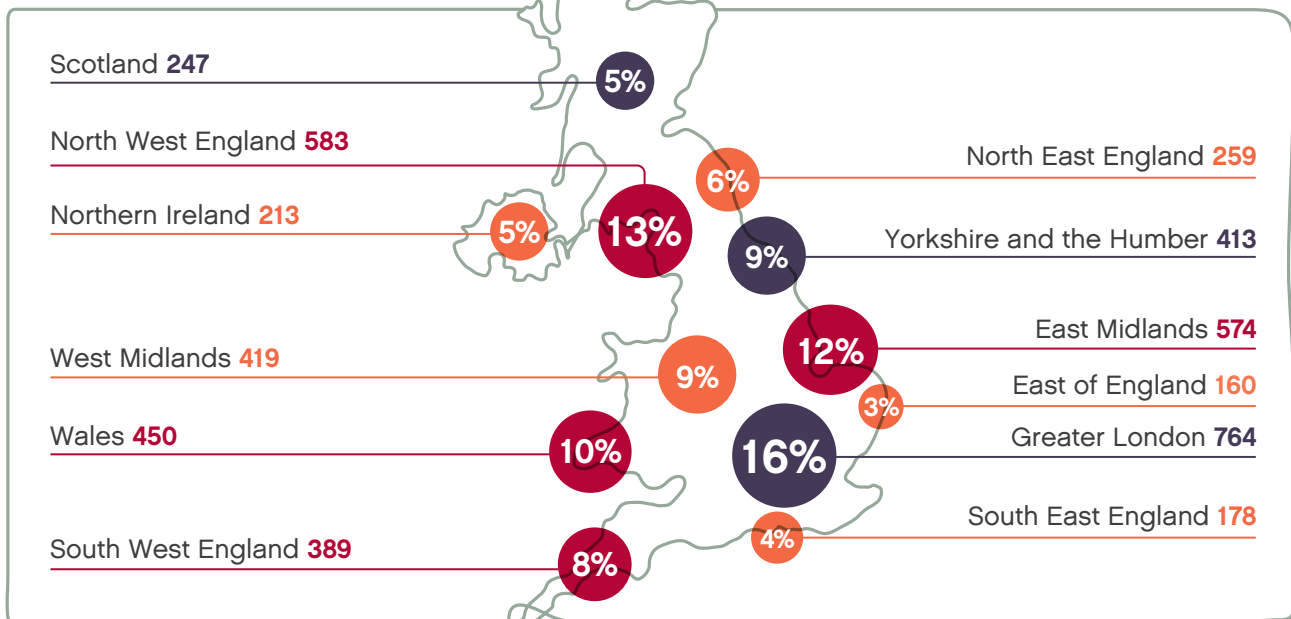 Scotland 247
5%
North West England 583
13%
Northern Ireland 213
5%
West Midlands 419
9%
Wales 450
10%
South West England 389
8%
North East England 259
6%
Yorkshire and the Humber 413
9%
East Midlands 574
12%
East of England 160
3%
Greater London 764
16%
South East England 178
4%